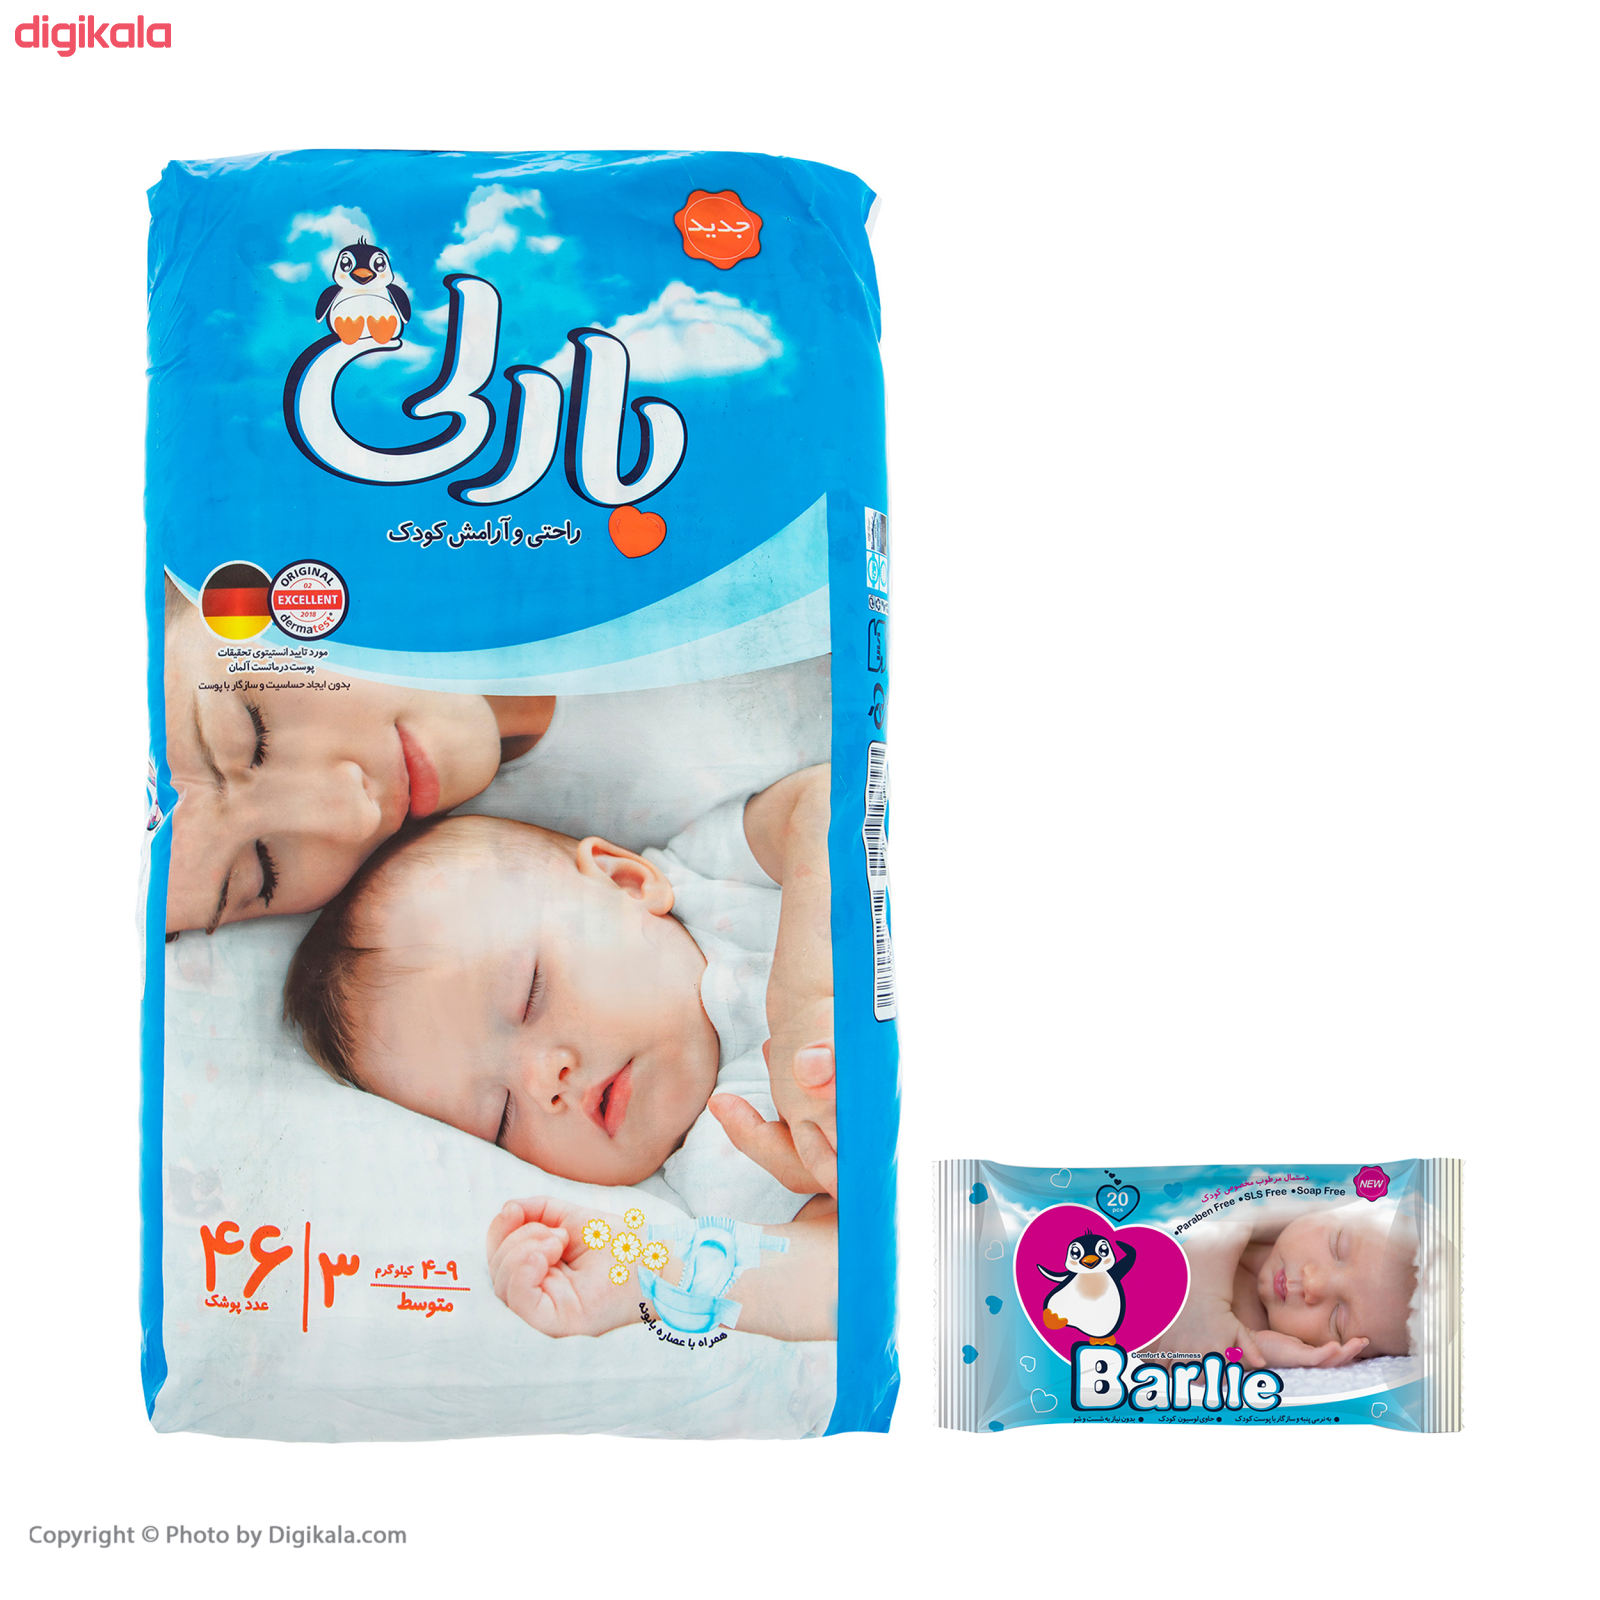 digikala
جدید
بارلی
راحتی و آرامش کودک
ORIGINAL
02
EXCELLENT
2018
dermatest
مورد تایید انستیتوی تحقیقات
پوست درماتست آلمان
بدون ایجاد حساسیت و سازگار با پوست
۴۶
عدد پوشک
۳
۴-۹ کیلوگرم
متوسط
همراه با عصاره بابونه
20
pcs
دستمال مرطوب مخصوص کودک
•Paraben Free •SLS Free •Soap Free
NEW
Comfort & Calmness
Barlie
● به نرمی پنبه و سازگار با پوست کودک ● حاوی لوسیون کودک ● بدون نیاز به شست و شو
Copyright © Photo by Digikala.com